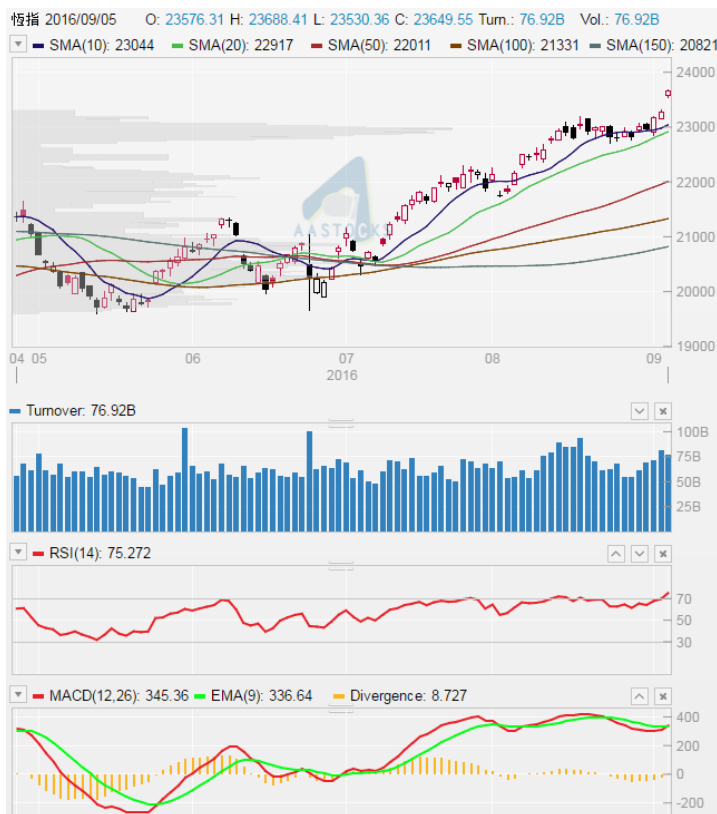 恆指 2016/09/05 O: 23576.31 H: 23688.41 L: 23530.36 C: 23649.55 Turn.: 76.92B Vol.: 76.92B
SMA(10): 23044 SMA(20): 22917 SMA(50): 22011 SMA(100): 21331 SMA(150): 20821
24000
23000
22000
AASTOCKS
21000
20000
19000
04 05 06 07 08 09
2016
Turnover: 76.92B
100B
75B
50B
25B
RSI(14): 75.272
70
50
30
MACD(12,26): 345.36 EMA(9): 336.64 Divergence: 8.727
400
200
0
-200